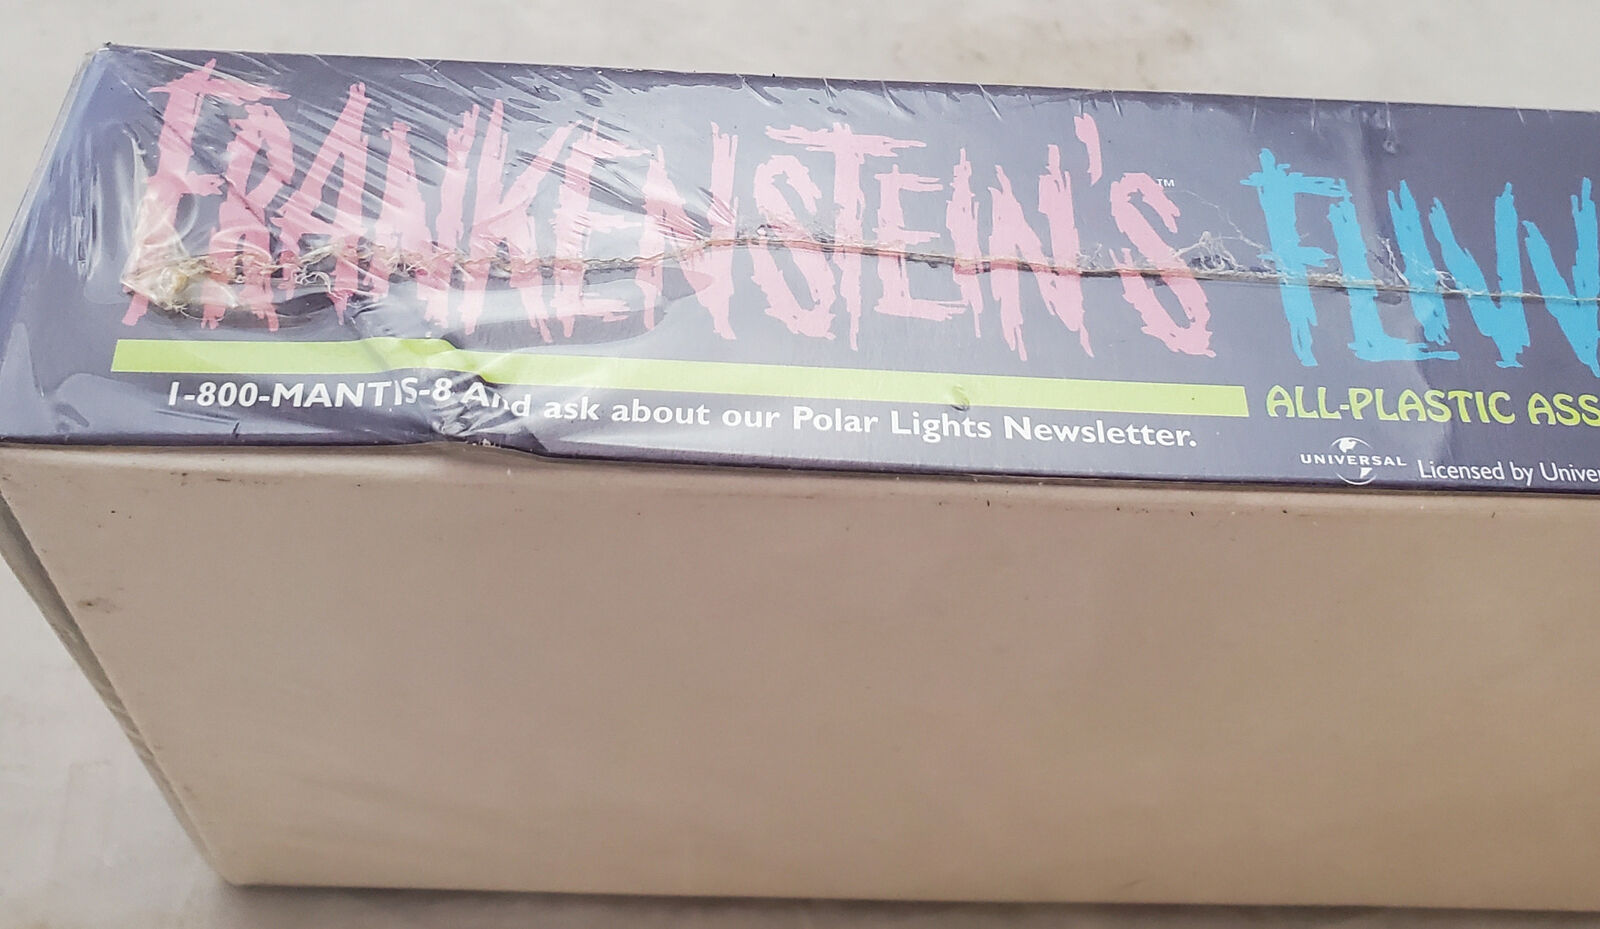 FRANKENSTEIN'S™ FLIVV
1-800-MANTIS-8 And ask about our Polar Lights Newsletter.
ALL-PLASTIC ASS
UNIVERSAL Licensed by Univer